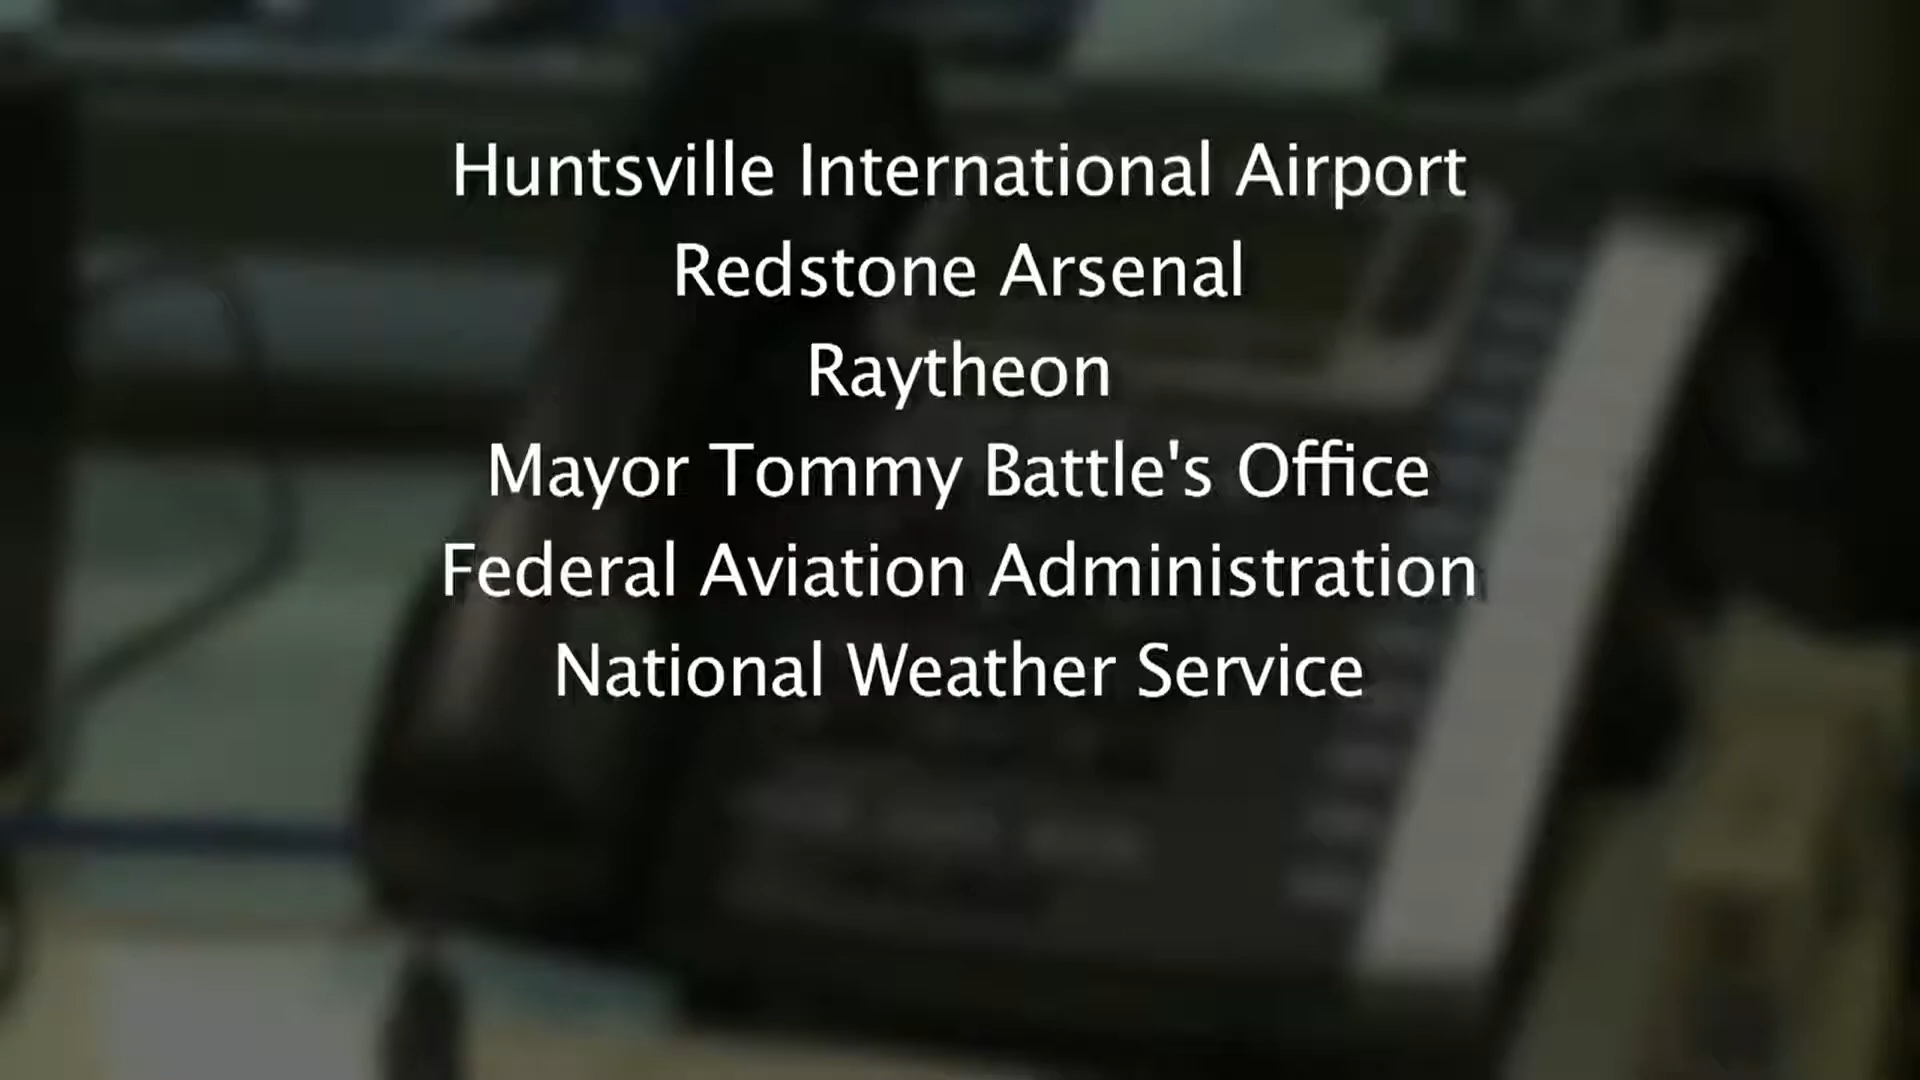 Huntsville International Airport
Redstone Arsenal
Raytheon
Mayor Tommy Battle's Office
Federal Aviation Administration
National Weather Service